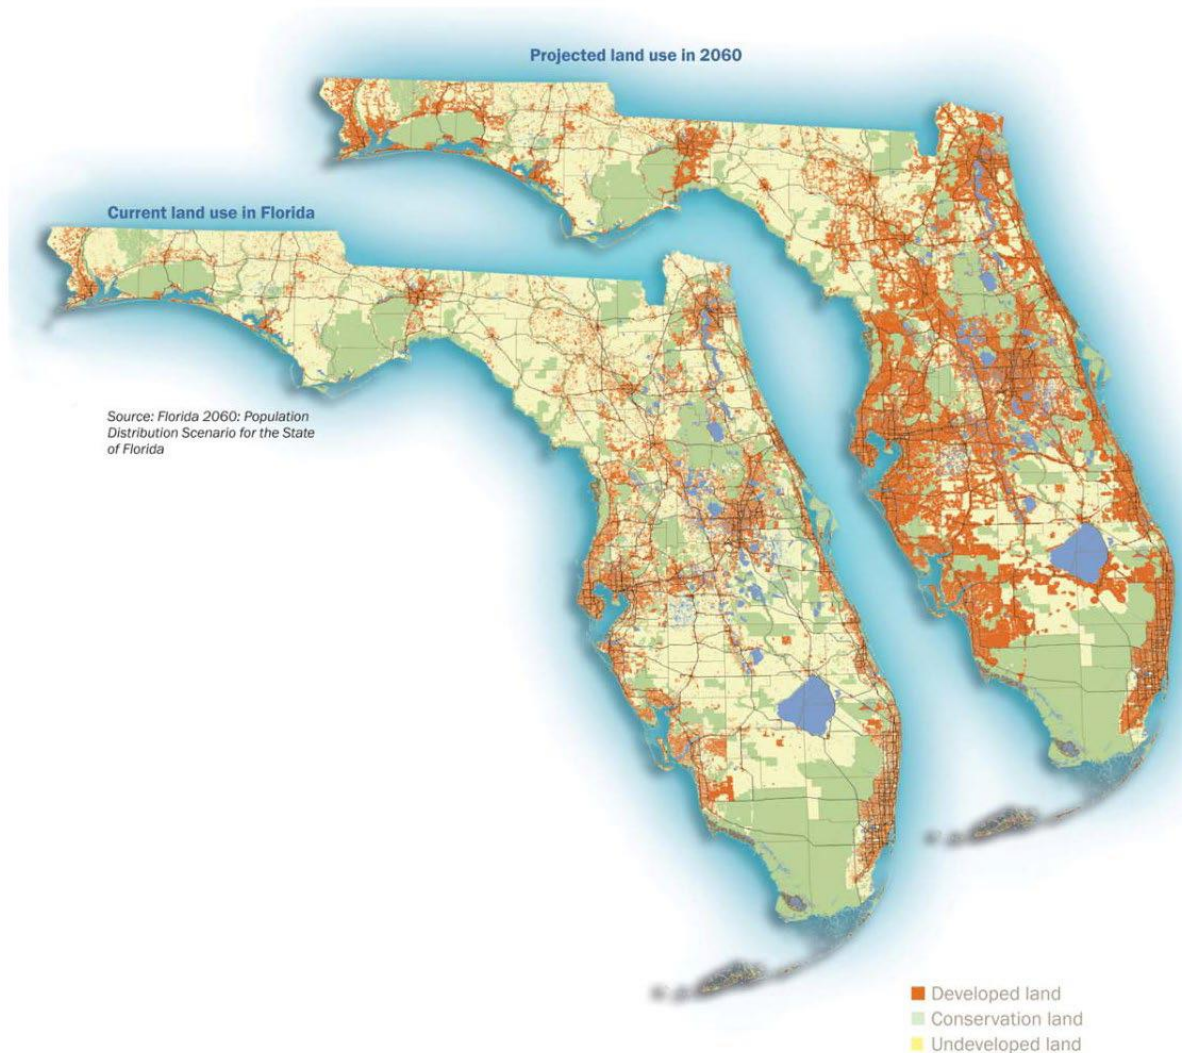 Projected land use in 2060
Current land use in Florida
Source: Florida 2060: Population
Distribution Scenario for the State
of Florida
Developed land
Conservation land
Undeveloped land